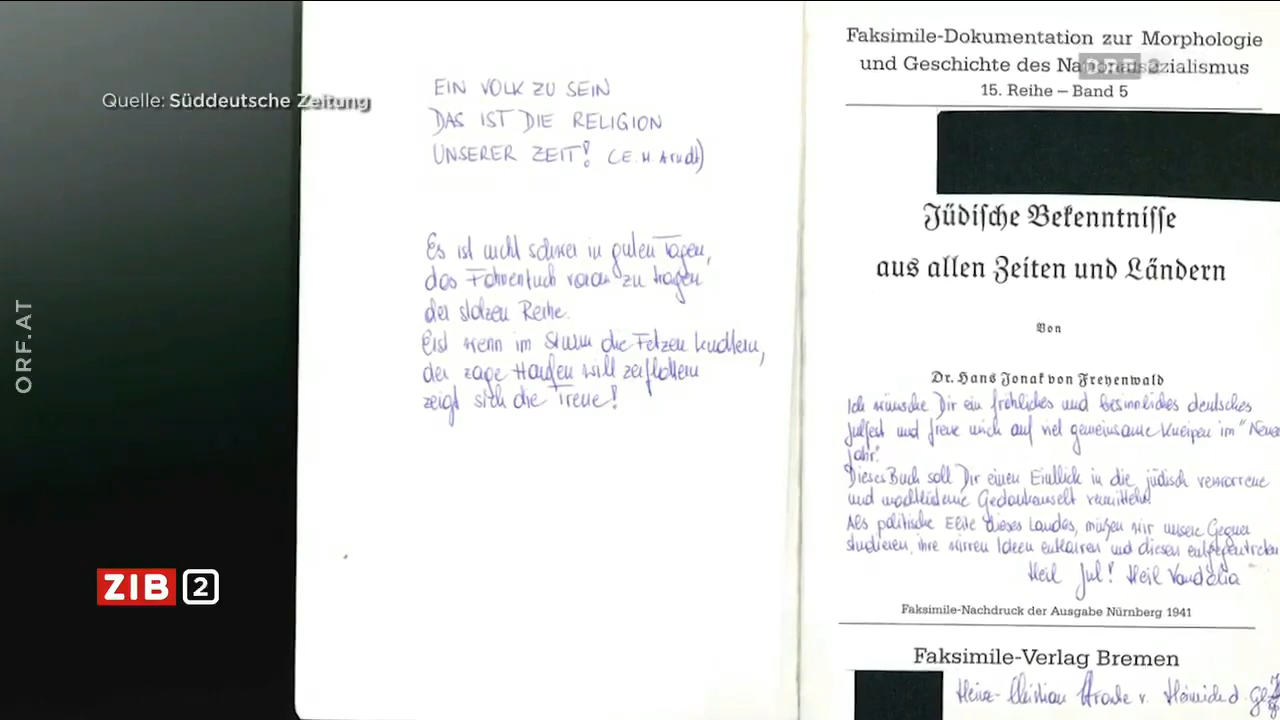 Quelle: Süddeutsche Zeitung
EIN VOLK ZU SEIN
DAS IST DIE RELIGION
UNSERER ZEIT! (E. M. Arndt)
Es ist nicht schwer in guten Tagen,
das Fahnentuch voran zu tragen
der stolzen Reihe.
Erst wenn im Sturm die Fetzen knattern,
der zage Haufen will zerflattern
zeigt sich die Treue!
Faksimile-Dokumentation zur Morphologie
und Geschichte des Nationalsozialismus
15. Reihe – Band 5
Jüdische Bekenntnisse
aus allen Zeiten und Ländern
Von
Dr. Hans Jonak von Freyenwald
Ich wünsche Dir ein fröhliches und besinnliches deutsches
Julfest und freue mich auf viel gemeinsame Kneipen im "Neuen
Jahr".
Dieses Buch soll Dir einen Einblick in die jüdisch verworrene
und machtlüsterne Gedankenwelt vermitteln!
Als politische Elite dieses Landes, müßen wir unsere Gegner
studieren, ihre wirren Ideen entlarven und diesen entgegentreten
Heil Jul! Heil Vandalia
Faksimile-Nachdruck der Ausgabe Nürnberg 1941
Faksimile-Verlag Bremen
Heinz-Christian Strache v. Heinrich d.
ORF 2
ORF.AT
ZIB 2